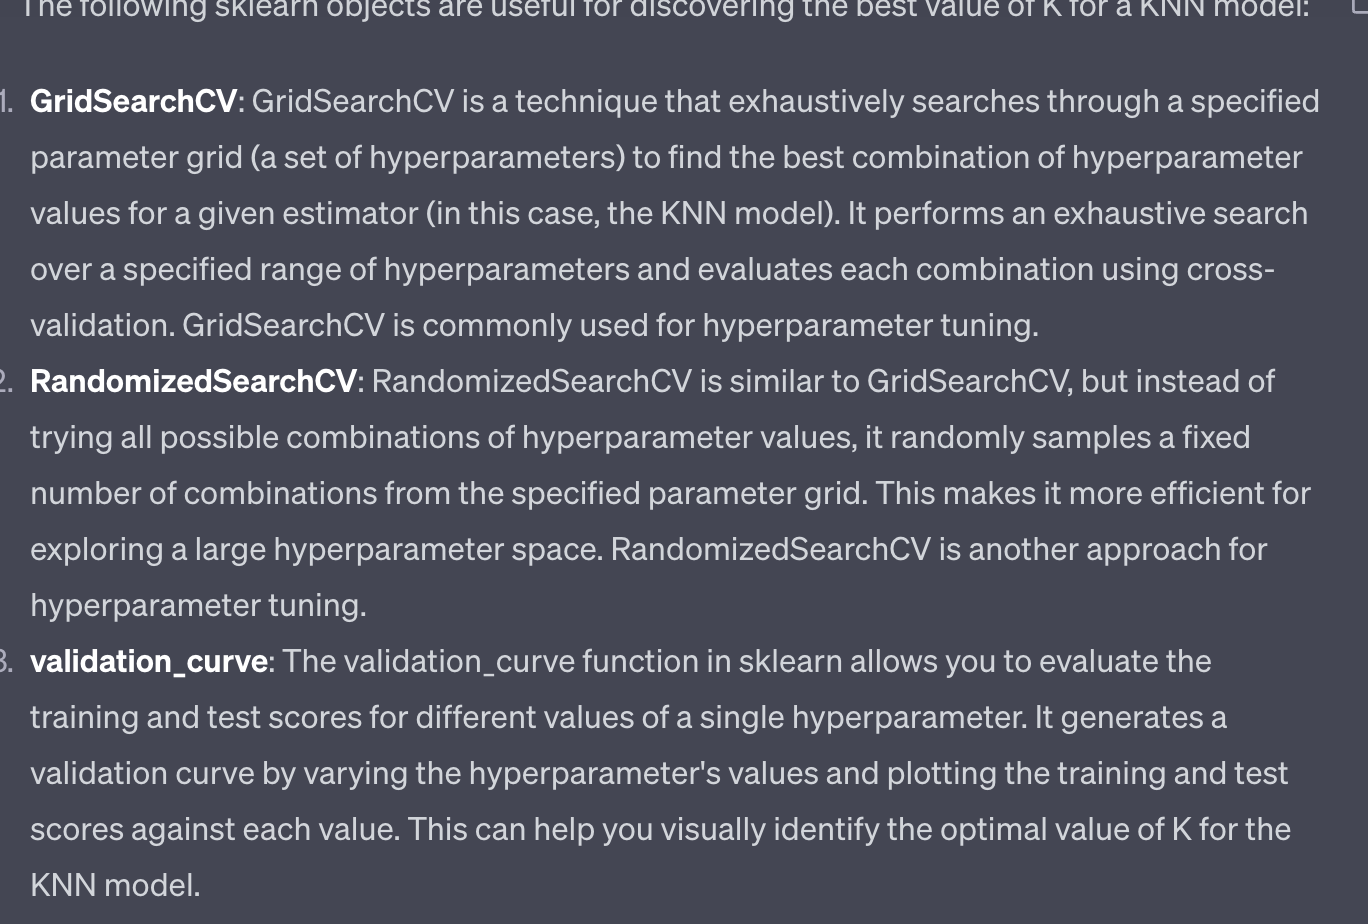 The following sklearn objects are useful for discovering the best value of K for a KNN model:
1. GridSearchCV: GridSearchCV is a technique that exhaustively searches through a specified
parameter grid (a set of hyperparameters) to find the best combination of hyperparameter
values for a given estimator (in this case, the KNN model). It performs an exhaustive search
over a specified range of hyperparameters and evaluates each combination using cross-
validation. GridSearchCV is commonly used for hyperparameter tuning.
2. RandomizedSearchCV: RandomizedSearchCV is similar to GridSearchCV, but instead of
trying all possible combinations of hyperparameter values, it randomly samples a fixed
number of combinations from the specified parameter grid. This makes it more efficient for
exploring a large hyperparameter space. RandomizedSearchCV is another approach for
hyperparameter tuning.
3. validation_curve: The validation_curve function in sklearn allows you to evaluate the
training and test scores for different values of a single hyperparameter. It generates a
validation curve by varying the hyperparameter's values and plotting the training and test
scores against each value. This can help you visually identify the optimal value of K for the
KNN model.